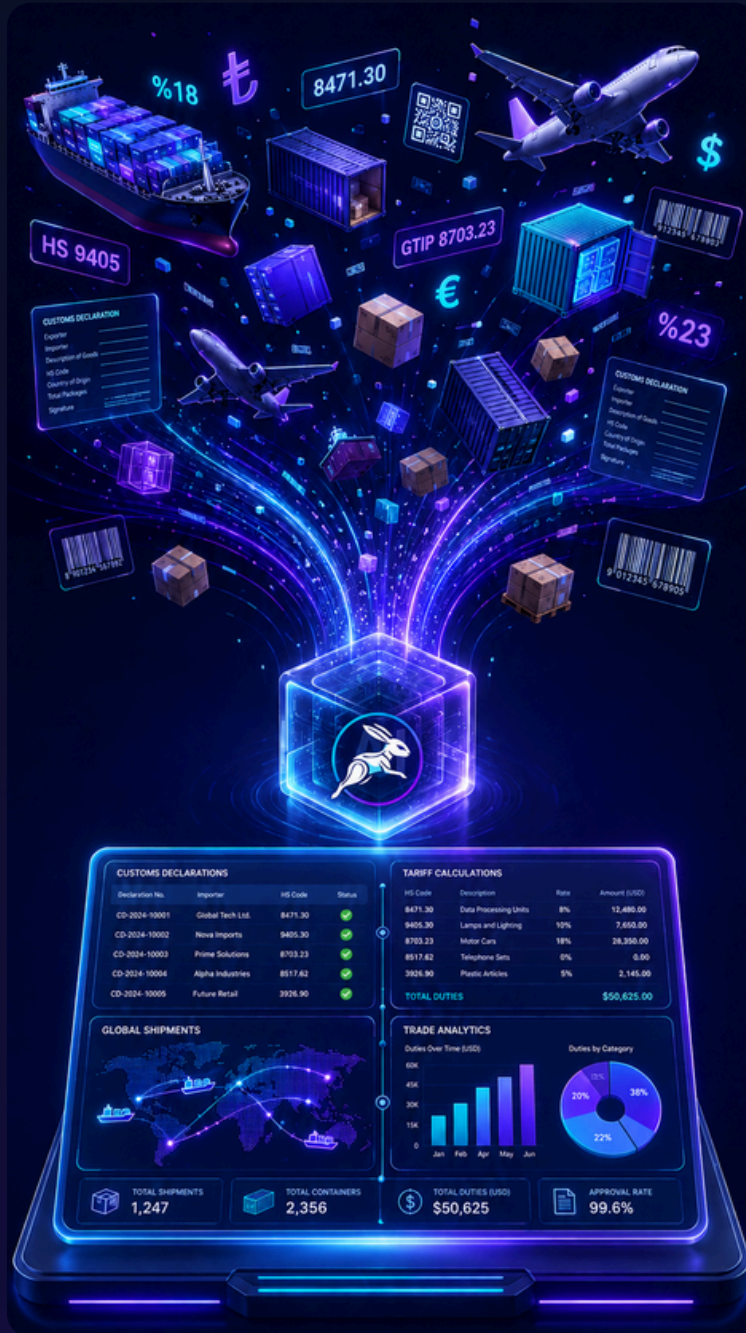 %18
₺
8471.30
$
912345 678903
HS 9405
GTIP 8703.23
€
%23
CUSTOMS DECLARATION
Exporter
Importer
Description of Goods
HS Code
Country of Origin
Total Packages
Signature
CUSTOMS DECLARATION
Exporter
Importer
Description of Goods
HS Code
Country of Origin
Total Packages
Signature
9 012345 678905
AI
CUSTOMS DECLARATIONS
Declaration No. Importer HS Code Status
CD-2024-10001 Global Tech Ltd. 8471.30
CD-2024-10002 Nova Imports 9405.30
CD-2024-10003 Prime Solutions 8703.23
CD-2024-10004 Alpha Industries 8517.62
CD-2024-10005 Future Retail 3926.90
TARIFF CALCULATIONS
HS Code Description Rate Amount (USD)
8471.30 Data Processing Units 8% 12,480.00
9405.30 Lamps and Lighting 10% 7,650.00
8703.23 Motor Cars 18% 28,350.00
8517.62 Telephone Sets 0% 0.00
3926.90 Plastic Articles 5% 2,145.00
TOTAL DUTIES $50,625.00
GLOBAL SHIPMENTS
TRADE ANALYTICS
Duties Over Time (USD)
60K
45K
30K
15K
0
Jan Feb Apr May Jun
Duties by Category
38%
20%
22%
TOTAL SHIPMENTS
1,247
TOTAL CONTAINERS
2,356
TOTAL DUTIES (USD)
$50,625
APPROVAL RATE
99.6%